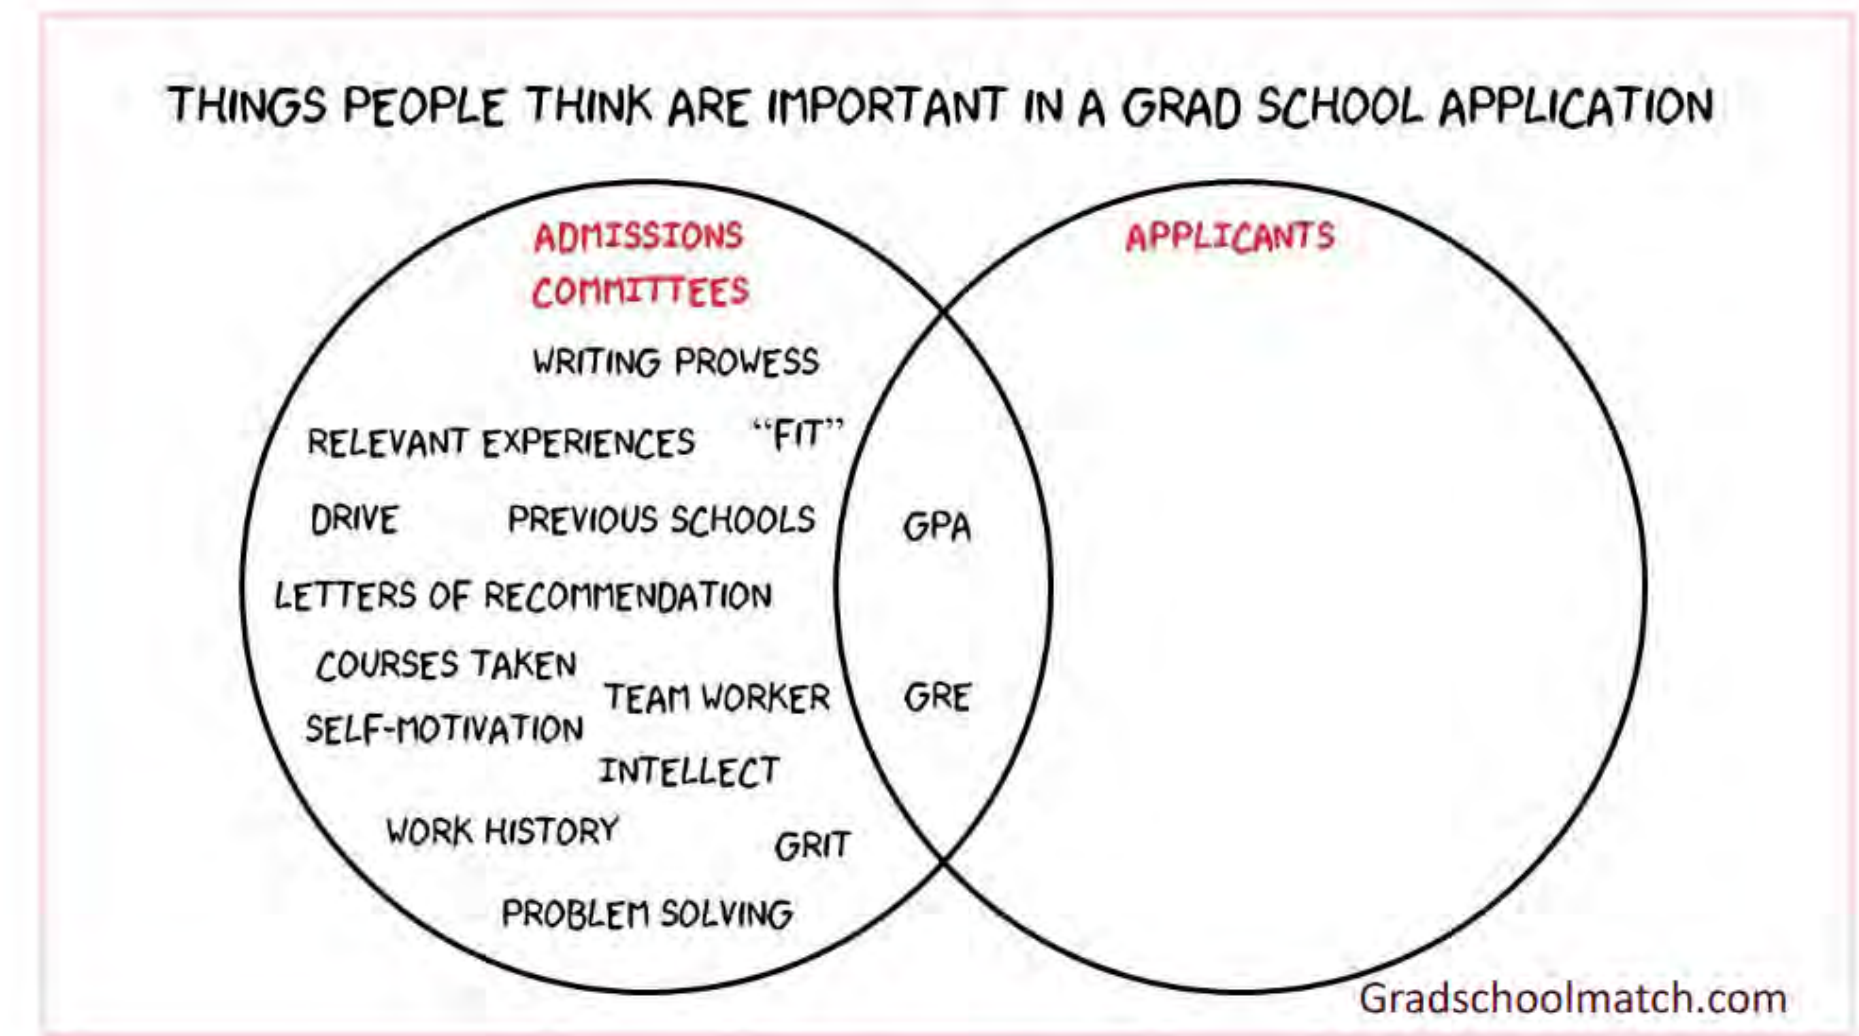 THINGS PEOPLE THINK ARE IMPORTANT IN A GRAD SCHOOL APPLICATION
ADMISSIONS
COMMITTEES
WRITING PROWESS
RELEVANT EXPERIENCES
“FIT”
DRIVE
PREVIOUS SCHOOLS
LETTERS OF RECOMMENDATION
COURSES TAKEN
TEAM WORKER
SELF-MOTIVATION
INTELLECT
WORK HISTORY
GRIT
PROBLEM SOLVING
GPA
GRE
APPLICANTS
Gradschoolmatch.com